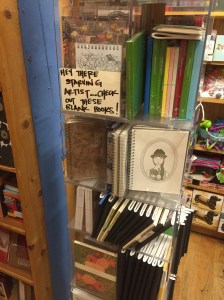 HEY THERE
STARVING
ARTIST...CHECK
OUT THESE
BLANK BOOKS!